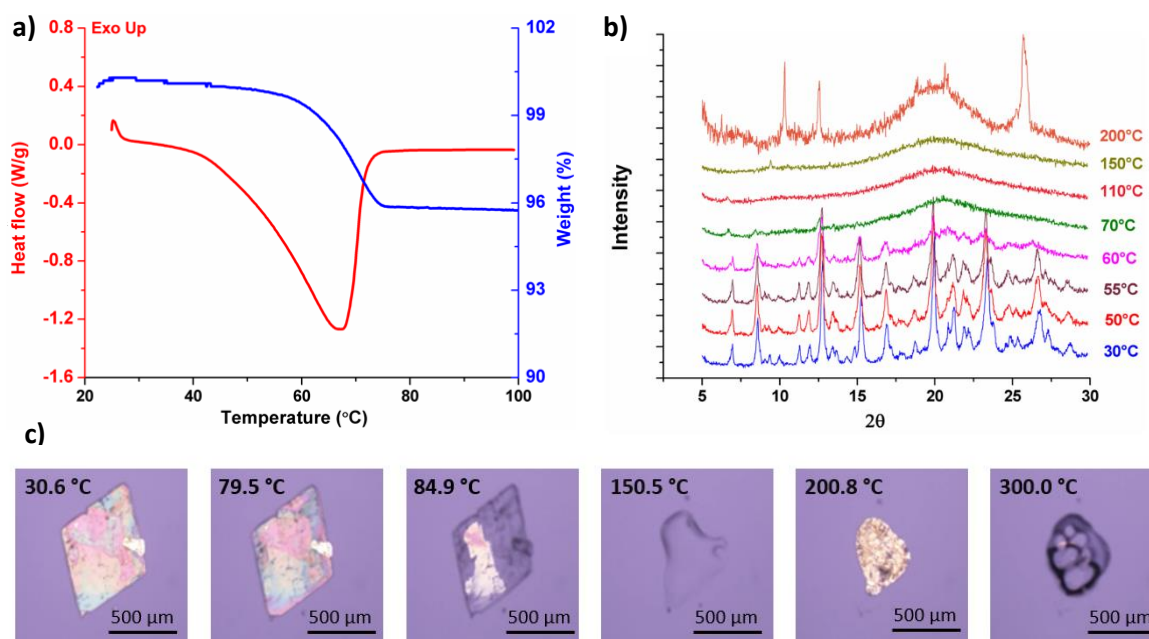 a)
Exo Up
0.8
0.4
0.0
-0.4
-0.8
-1.2
-1.6
Heat flow (W/g)
102
100
98
96
93
90
Weight (%)
20
40
60
80
100
Temperature (°C)
b)
Intensity
200°C
150°C
110°C
70°C
60°C
55°C
50°C
30°C
5
10
15
20
25
30
2θ
c)
30.6 °C
500 µm
79.5 °C
500 µm
84.9 °C
500 µm
150.5 °C
500 µm
200.8 °C
500 µm
300.0 °C
500 µm